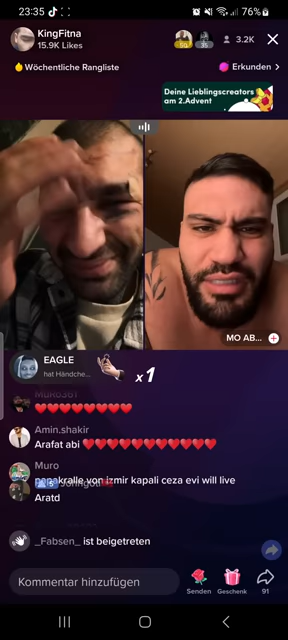 23:35
76%
KingFitna
15.9K Likes
3.2K
Wöchentliche Rangliste
Erkunden >
Deine Lieblingscreators
am 2.Advent
MO AB...
EAGLE
hat Händche...
x1
Amin.shakir
Arafat abi ❤️❤️❤️❤️❤️❤️❤️❤️❤️❤️❤️
Muro
von izmir kapali ceza evi will live
Aratd
_Fabsen_ ist beigetreten
Kommentar hinzufügen
Senden
Geschenk
91